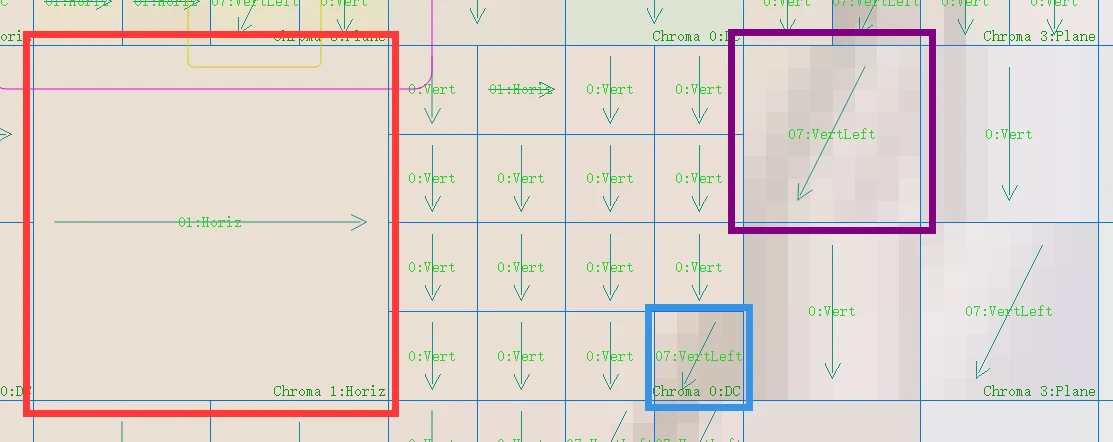 C 01:Horiz 01:Horiz 07:VertLeft 0:Vert 0:Vert 07:VertLeft 0:Vert 0:Vert
oriz Chroma 3:Plane Chroma 0:DC Chroma 3:Plane
0:Vert 01:Horiz 0:Vert 0:Vert
07:VertLeft 0:Vert
0:Vert 0:Vert 0:Vert 0:Vert
01:Horiz
0:Vert 0:Vert 0:Vert 0:Vert
0:Vert 07:VertLeft
0:Vert 0:Vert 0:Vert 07:VertLeft
0:DC Chroma 1:Horiz Chroma 0:DC Chroma 3:Plane
07:VertLeft 07:VertLeft